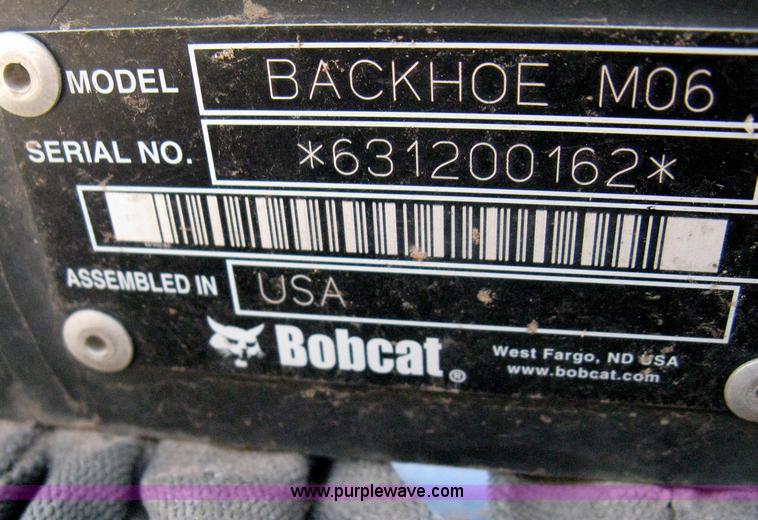 MODEL BACKHOE M06
SERIAL NO. *631200162*
ASSEMBLED IN USA
Bobcat ®
West Fargo, ND USA
www.bobcat.com
www.purplewave.com